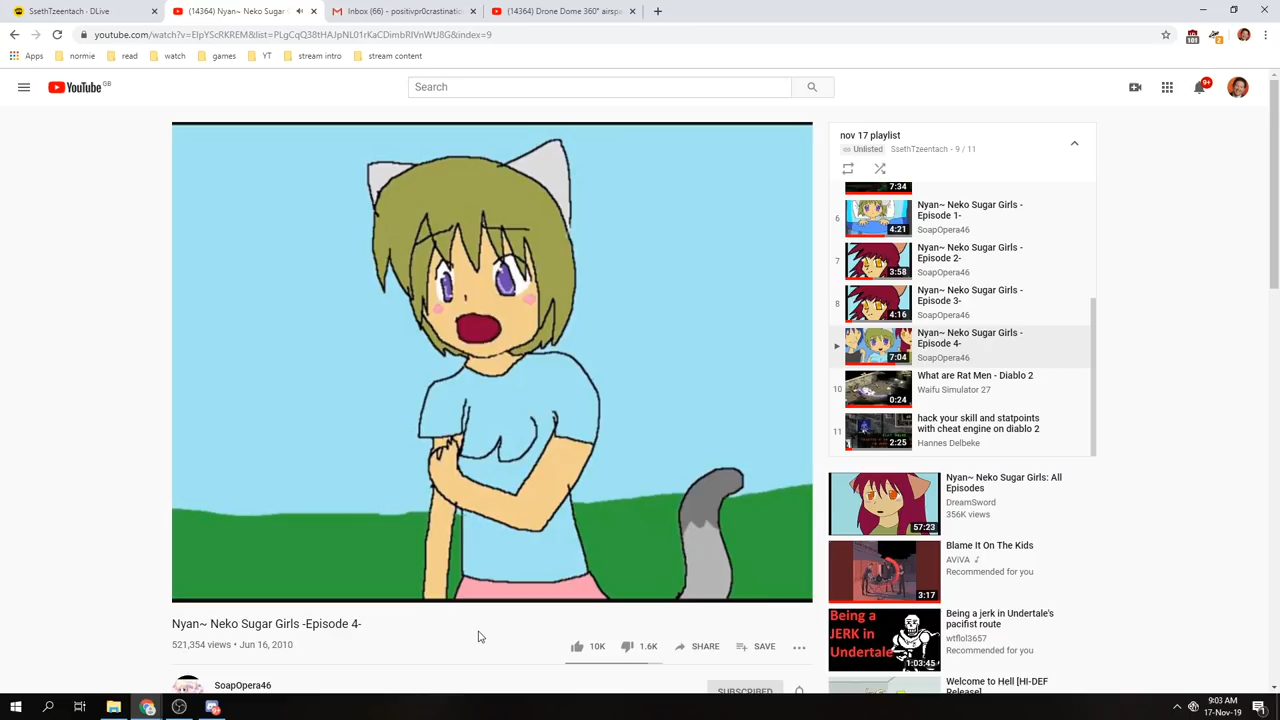 SsethTzeentach - DLive
(14364) Nyan~ Neko Sugar G
Inbox (66) - positivpr0crastinatio
(14364) Drone Dome 360° airsp
youtube.com/watch?v=ElpYScRKREM&list=PLgCqQ38tHAJpNL01rKaCDimbRIVnWtJ8G&index=9
101
2
Apps
normie
read
watch
games
YT
stream intro
stream content
YouTube GB
Search
9+
nov 17 playlist
Unlisted SsethTzeentach - 9 / 11
7:34
6
Nyan~ Neko Sugar Girls -
Episode 1-
SoapOpera46
4:21
7
Nyan~ Neko Sugar Girls -
Episode 2-
SoapOpera46
3:58
8
Nyan~ Neko Sugar Girls -
Episode 3-
SoapOpera46
4:16
Nyan~ Neko Sugar Girls -
Episode 4-
SoapOpera46
7:04
10
What are Rat Men - Diablo 2
Waifu Simulator 27
0:24
11
hack your skill and statpoints
with cheat engine on diablo 2
Hannes Delbeke
2:25
Nyan~ Neko Sugar Girls: All
Episodes
DreamSword
356K views
57:23
Blame It On The Kids
AViVA
Recommended for you
3:17
Being a
JERK in
Undertale
Being a jerk in Undertale's
pacifist route
wtflol3657
Recommended for you
1:03:45
Welcome to Hell [HI-DEF
Release]
Nyan~ Neko Sugar Girls -Episode 4-
521,354 views • Jun 16, 2010
10K
1.6K
SHARE
SAVE
SoapOpera46
SUBSCRIBED
9:03 AM
17-Nov-19
1